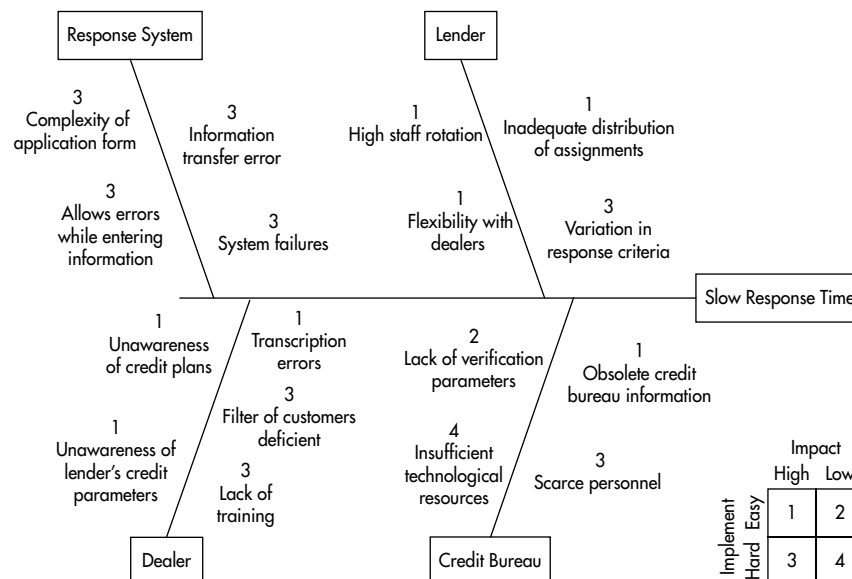 Response System
Lender
3
Complexity of
application form
3
Information
transfer error
1
High staff rotation
1
Inadequate distribution
of assignments
3
Allows errors
while entering
information
3
System failures
1
Flexibility with
dealers
3
Variation in
response criteria
Slow Response Time
1
Unawareness
of credit plans
1
Transcription
errors
3
Filter of customers
deficient
1
Unawareness of
lender's credit
parameters
3
Lack of
training
2
Lack of verification
parameters
1
Obsolete credit
bureau information
4
Insufficient
technological
resources
3
Scarce personnel
Dealer
Credit Bureau
Impact
High Low
Implement
Easy
1 2
Hard
3 4